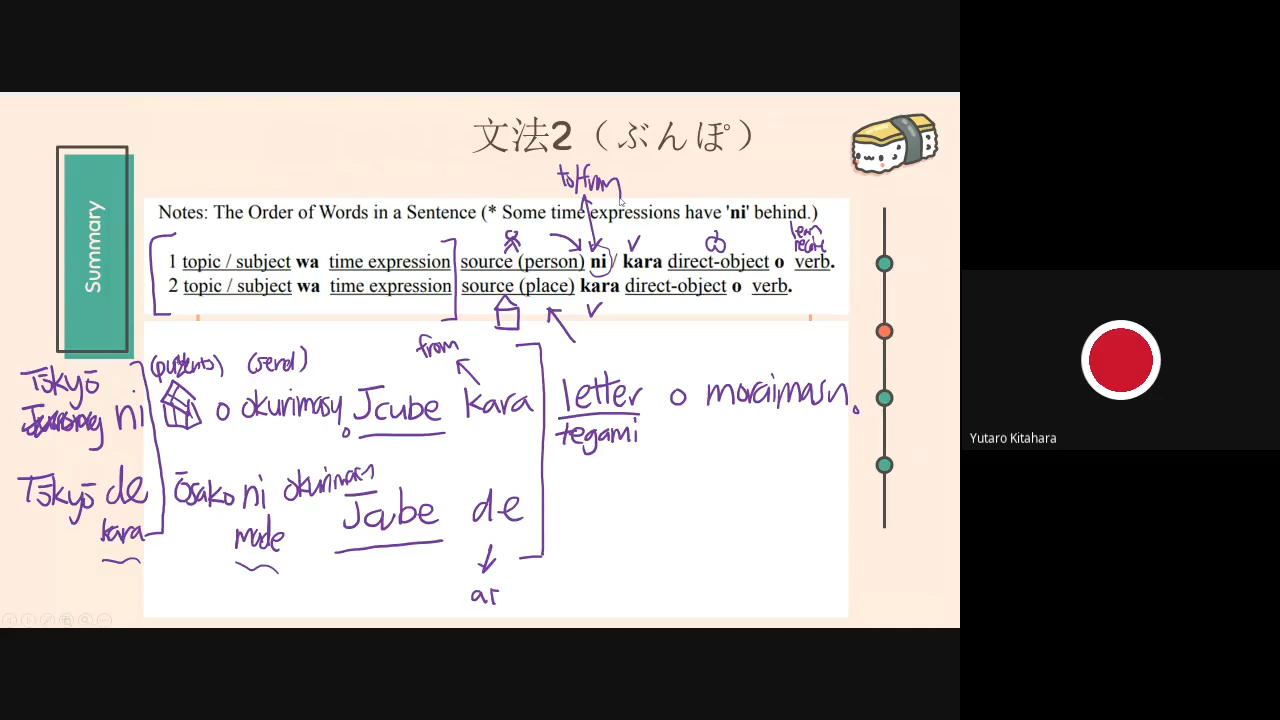 文法2（ぶんぽ）
Summary
to/from
Notes: The Order of Words in a Sentence (* Some time expressions have 'ni' behind.)
learn
receive
1 topic / subject wa time expression source (person) ni / kara direct-object o verb.
2 topic / subject wa time expression source (place) kara direct-object o verb.
from
(send)
Tōkyō
ni o okurimasu. Jcube kara letter o moraimasu.
tegami
Tōkyō de Ōsaka ni okurimasu
Jcube de
kara made
at
Yutaro Kitahara